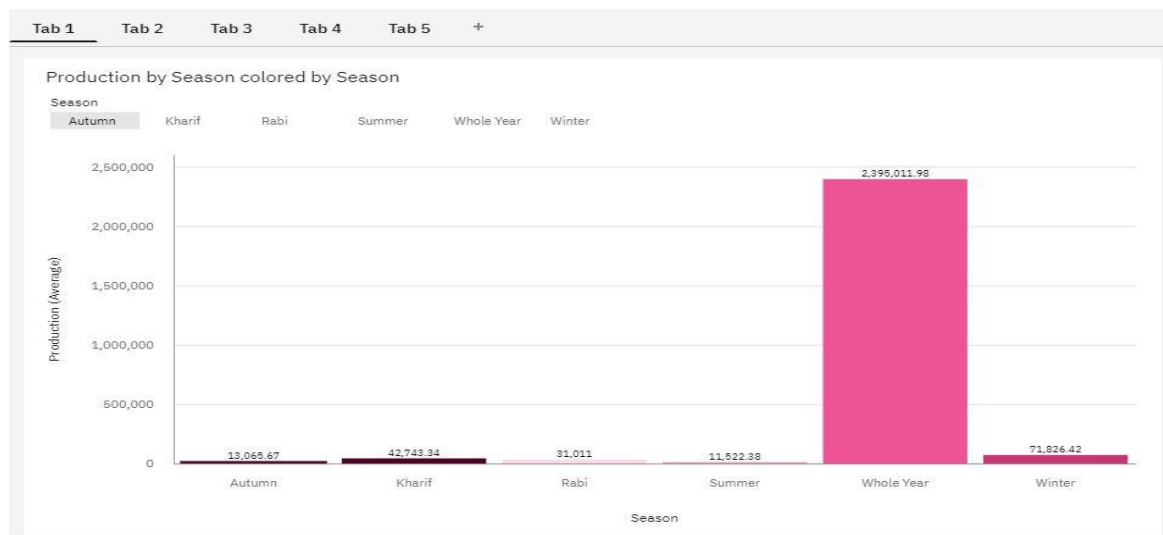 Tab 1 Tab 2 Tab 3 Tab 4 Tab 5 +
Production by Season colored by Season
Season
Autumn Kharif Rabi Summer Whole Year Winter
2,500,000
2,000,000
1,500,000
1,000,000
500,000
0
Production (Average)
2,395,011.98
13,065.67 42,743.34 31,011 11,522.38 71,826.42
Autumn Kharif Rabi Summer Whole Year Winter
Season